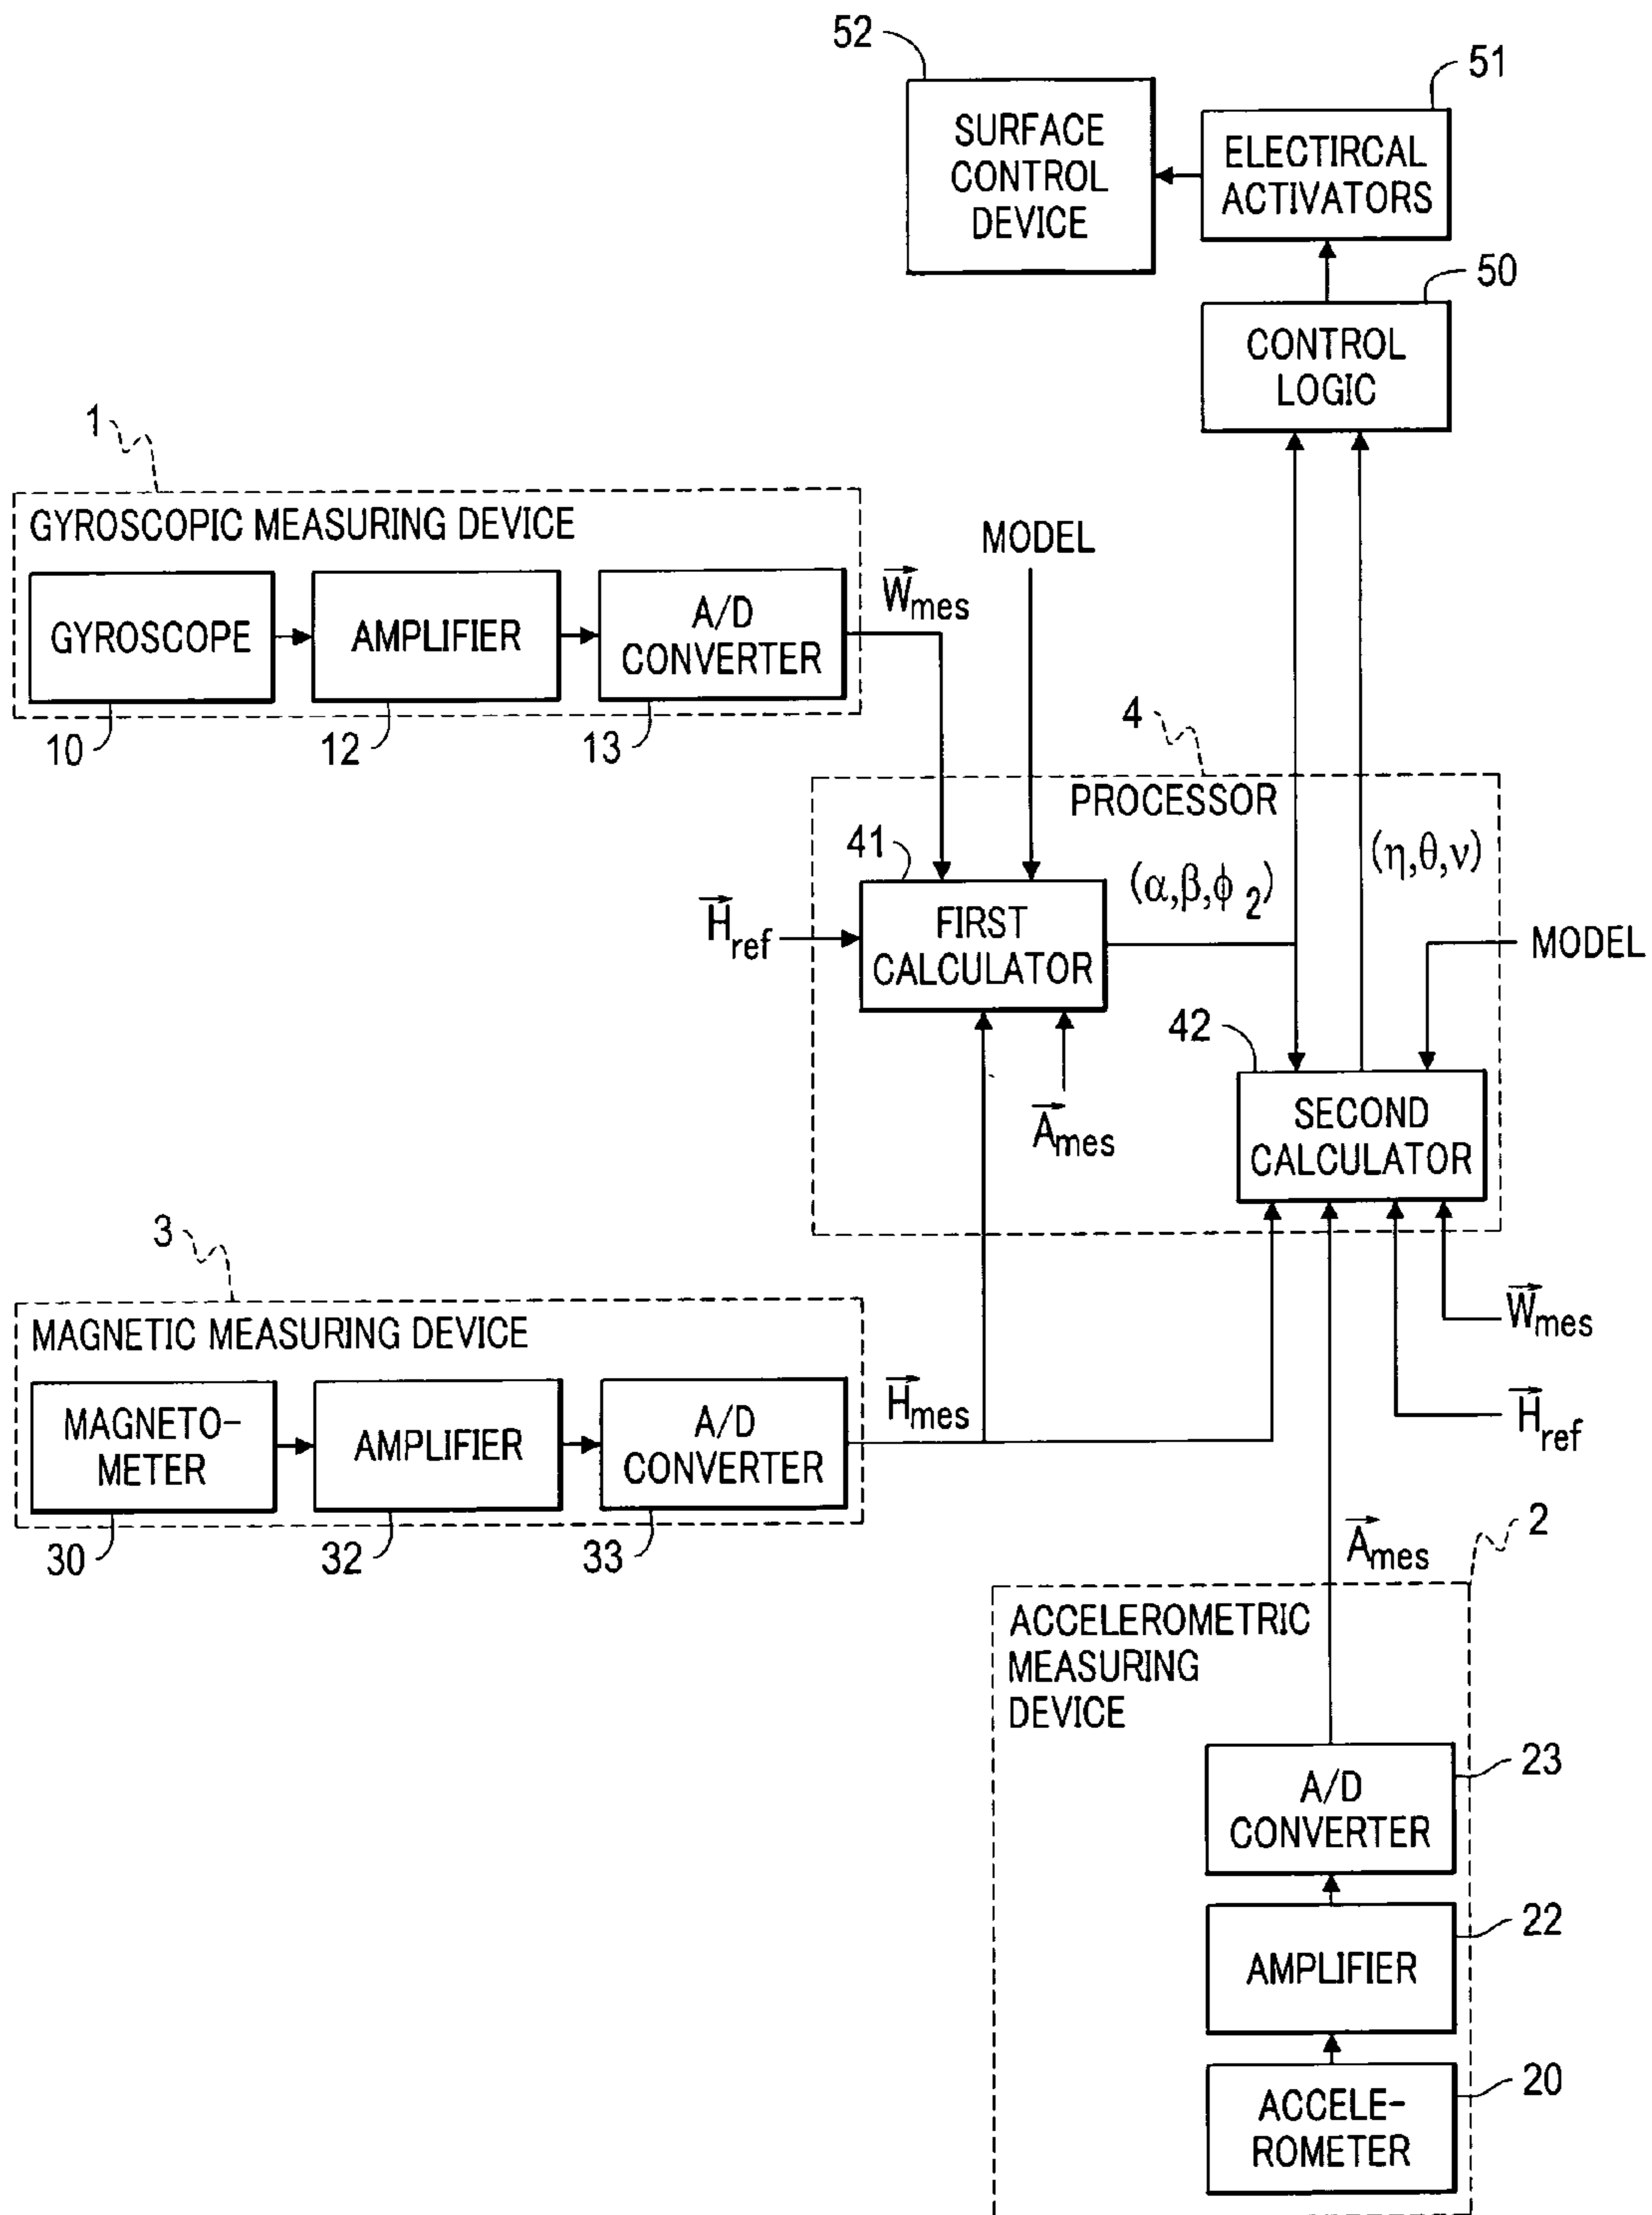 52
51
SURFACE
CONTROL
DEVICE
ELECTIRCAL
ACTIVATORS
50
CONTROL
LOGIC
1
GYROSCOPIC MEASURING DEVICE
GYROSCOPE
AMPLIFIER
A/D
CONVERTER
10
12
13
W⃗mes
MODEL
4
PROCESSOR
41
(α,β,ϕ 2)
(η,θ,ν)
H⃗ref
FIRST
CALCULATOR
MODEL
42
A⃗mes
SECOND
CALCULATOR
3
MAGNETIC MEASURING DEVICE
MAGNETO-
METER
AMPLIFIER
A/D
CONVERTER
30
32
33
H⃗mes
W⃗mes
H⃗ref
2
A⃗mes
ACCELEROMETRIC
MEASURING
DEVICE
A/D
CONVERTER
23
AMPLIFIER
22
ACCELE-
ROMETER
20